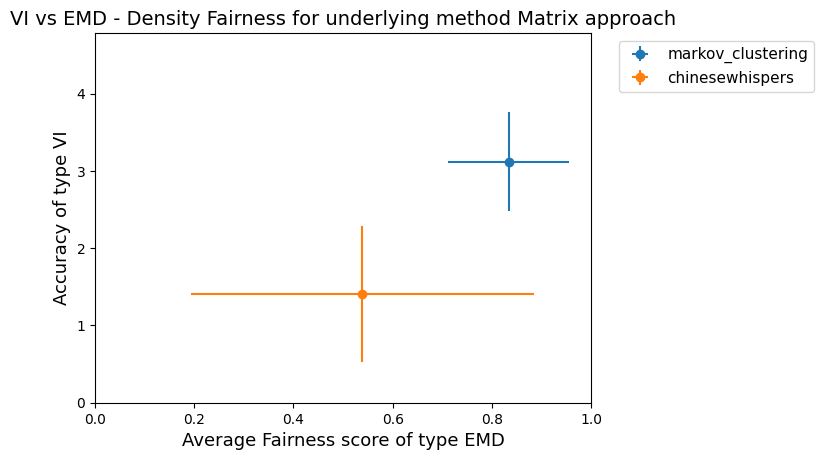 VI vs EMD - Density Fairness for underlying method Matrix approach
markov_clustering
chinesewhispers
Accuracy of type VI
4
3
2
1
0
0.0 0.2 0.4 0.6 0.8 1.0
Average Fairness score of type EMD